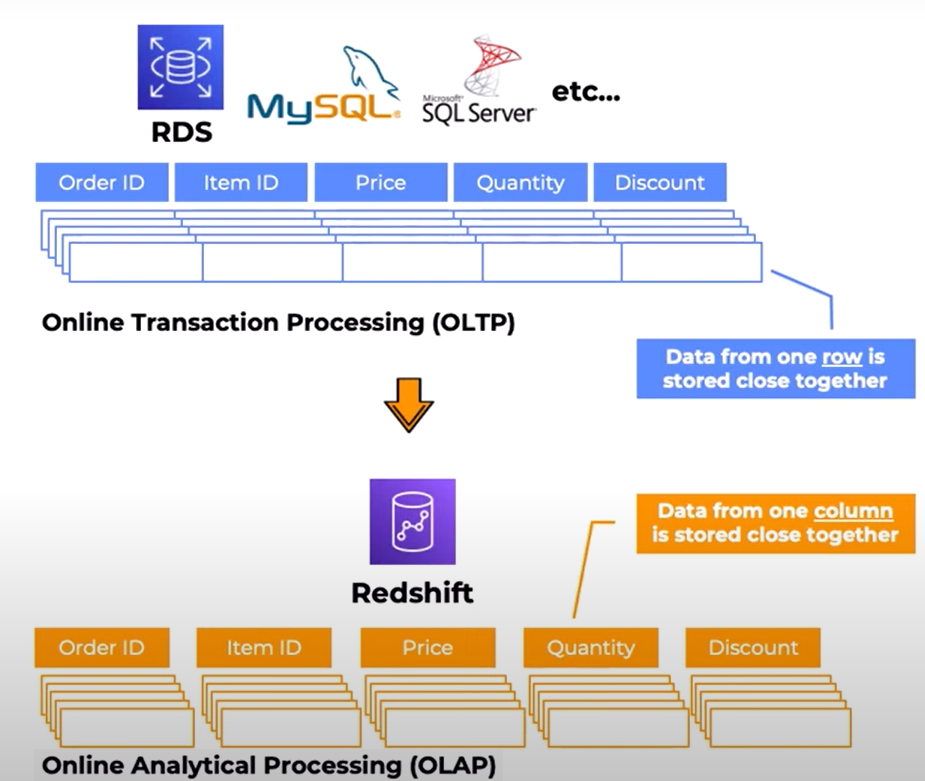 RDS
MySQL®
Microsoft®
SQL Server
etc...
Order ID Item ID Price Quantity Discount
Online Transaction Processing (OLTP)
Data from one row is
stored close together
Redshift
Data from one column
is stored close together
Order ID Item ID Price Quantity Discount
Online Analytical Processing (OLAP)